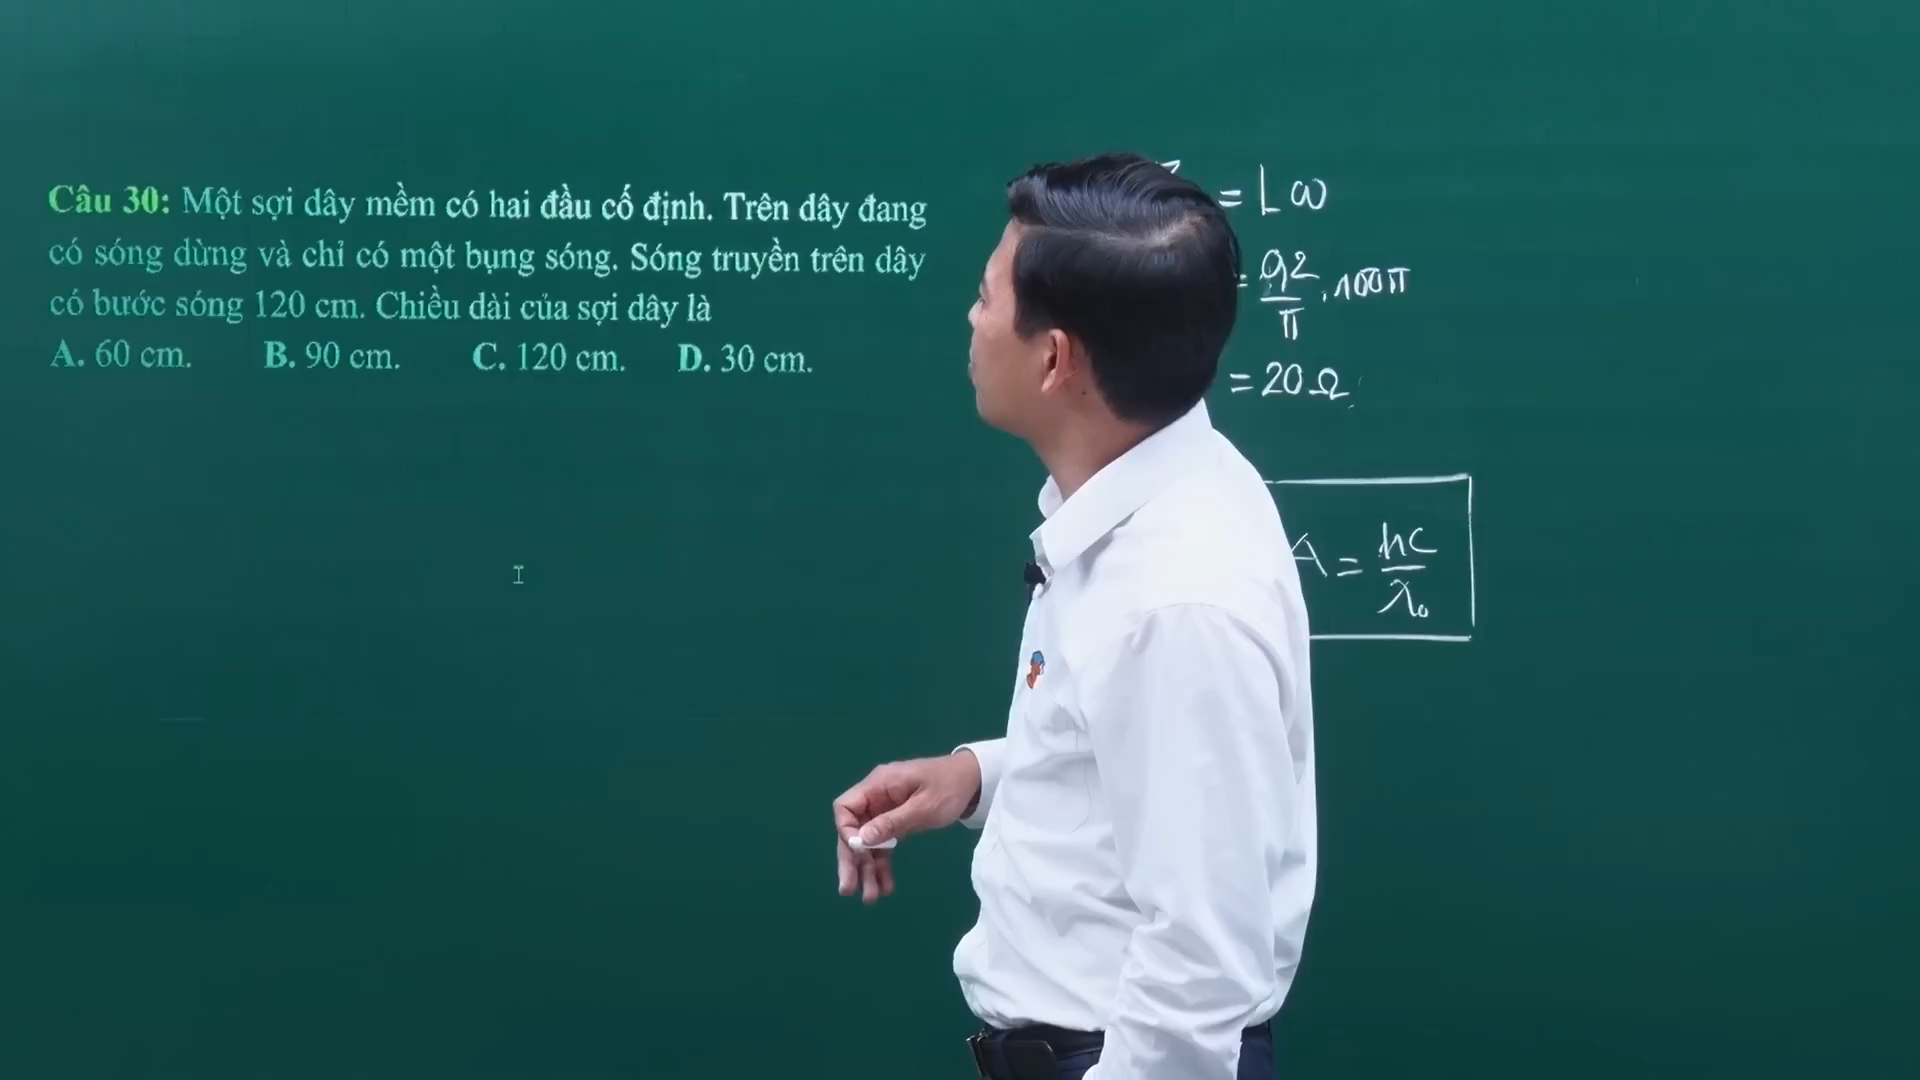 Câu 30: Một sợi dây mềm có hai đầu cố định. Trên dây đang
có sóng dừng và chỉ có một bụng sóng. Sóng truyền trên dây
có bước sóng 120 cm. Chiều dài của sợi dây là
A. 60 cm. B. 90 cm. C. 120 cm. D. 30 cm.
= Lω
= 0,2/π . 100π
= 20Ω
A = hc/λ₀